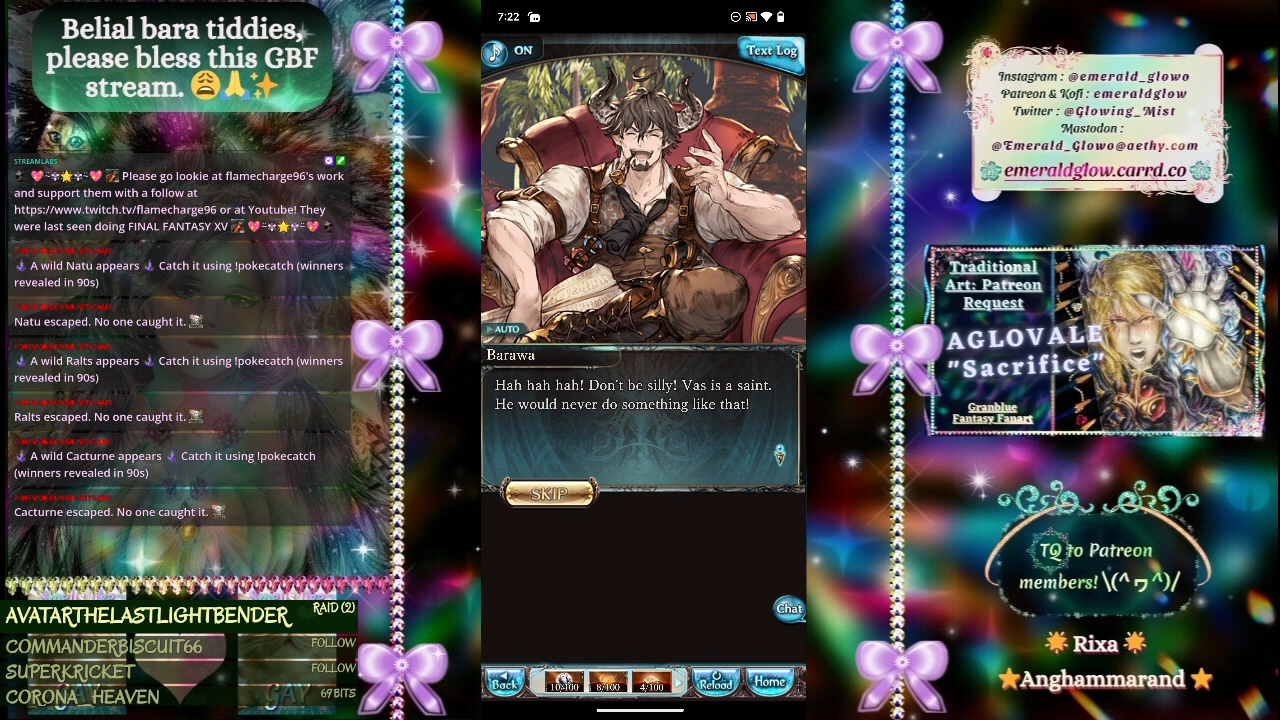 Belial bara tiddies,
please bless this GBF
stream. 😩🙏✨
STREAMLABS
Please go lookie at flamecharge96's work
and support them with a follow at
https://www.twitch.tv/flamecharge96 or at Youtube! They
were last seen doing FINAL FANTASY XV
A wild Natu appears Catch it using !pokecatch (winners
revealed in 90s)
Natu escaped. No one caught it.
A wild Ralts appears Catch it using !pokecatch (winners
revealed in 90s)
Ralts escaped. No one caught it.
A wild Cacturne appears Catch it using !pokecatch
(winners revealed in 90s)
Cacturne escaped. No one caught it.
AVATARTHELASTLIGHTBENDER RAID (2)
COMMANDERBISCUIT66 FOLLOW
SUPERKRICKET FOLLOW
CORONA_HEAVEN 69 BITS
GAY
7:22
ON
Text Log
AUTO
Barawa
Hah hah hah! Don't be silly! Vas is a saint.
He would never do something like that!
SKIP
Chat
Back
10/100
8/100
4/100
Reload
Home
Instagram : @emerald_glowo
Patreon & Kofi : emeraldglow
Twitter : @Glowing_Mist
Mastodon :
@Emerald_Glowo@aethy.com
emeraldglow.carrd.co
Traditional
Art: Patreon
Request
AGLOVALE
"Sacrifice"
Granblue
Fantasy Fanart
TQ to Patreon
members! \(^ ヮ^)/
Rixa
Anghammarand